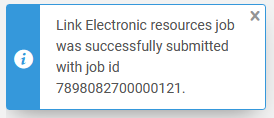 Link Electronic resources job
was successfully submitted
with job id
7898082700000121.